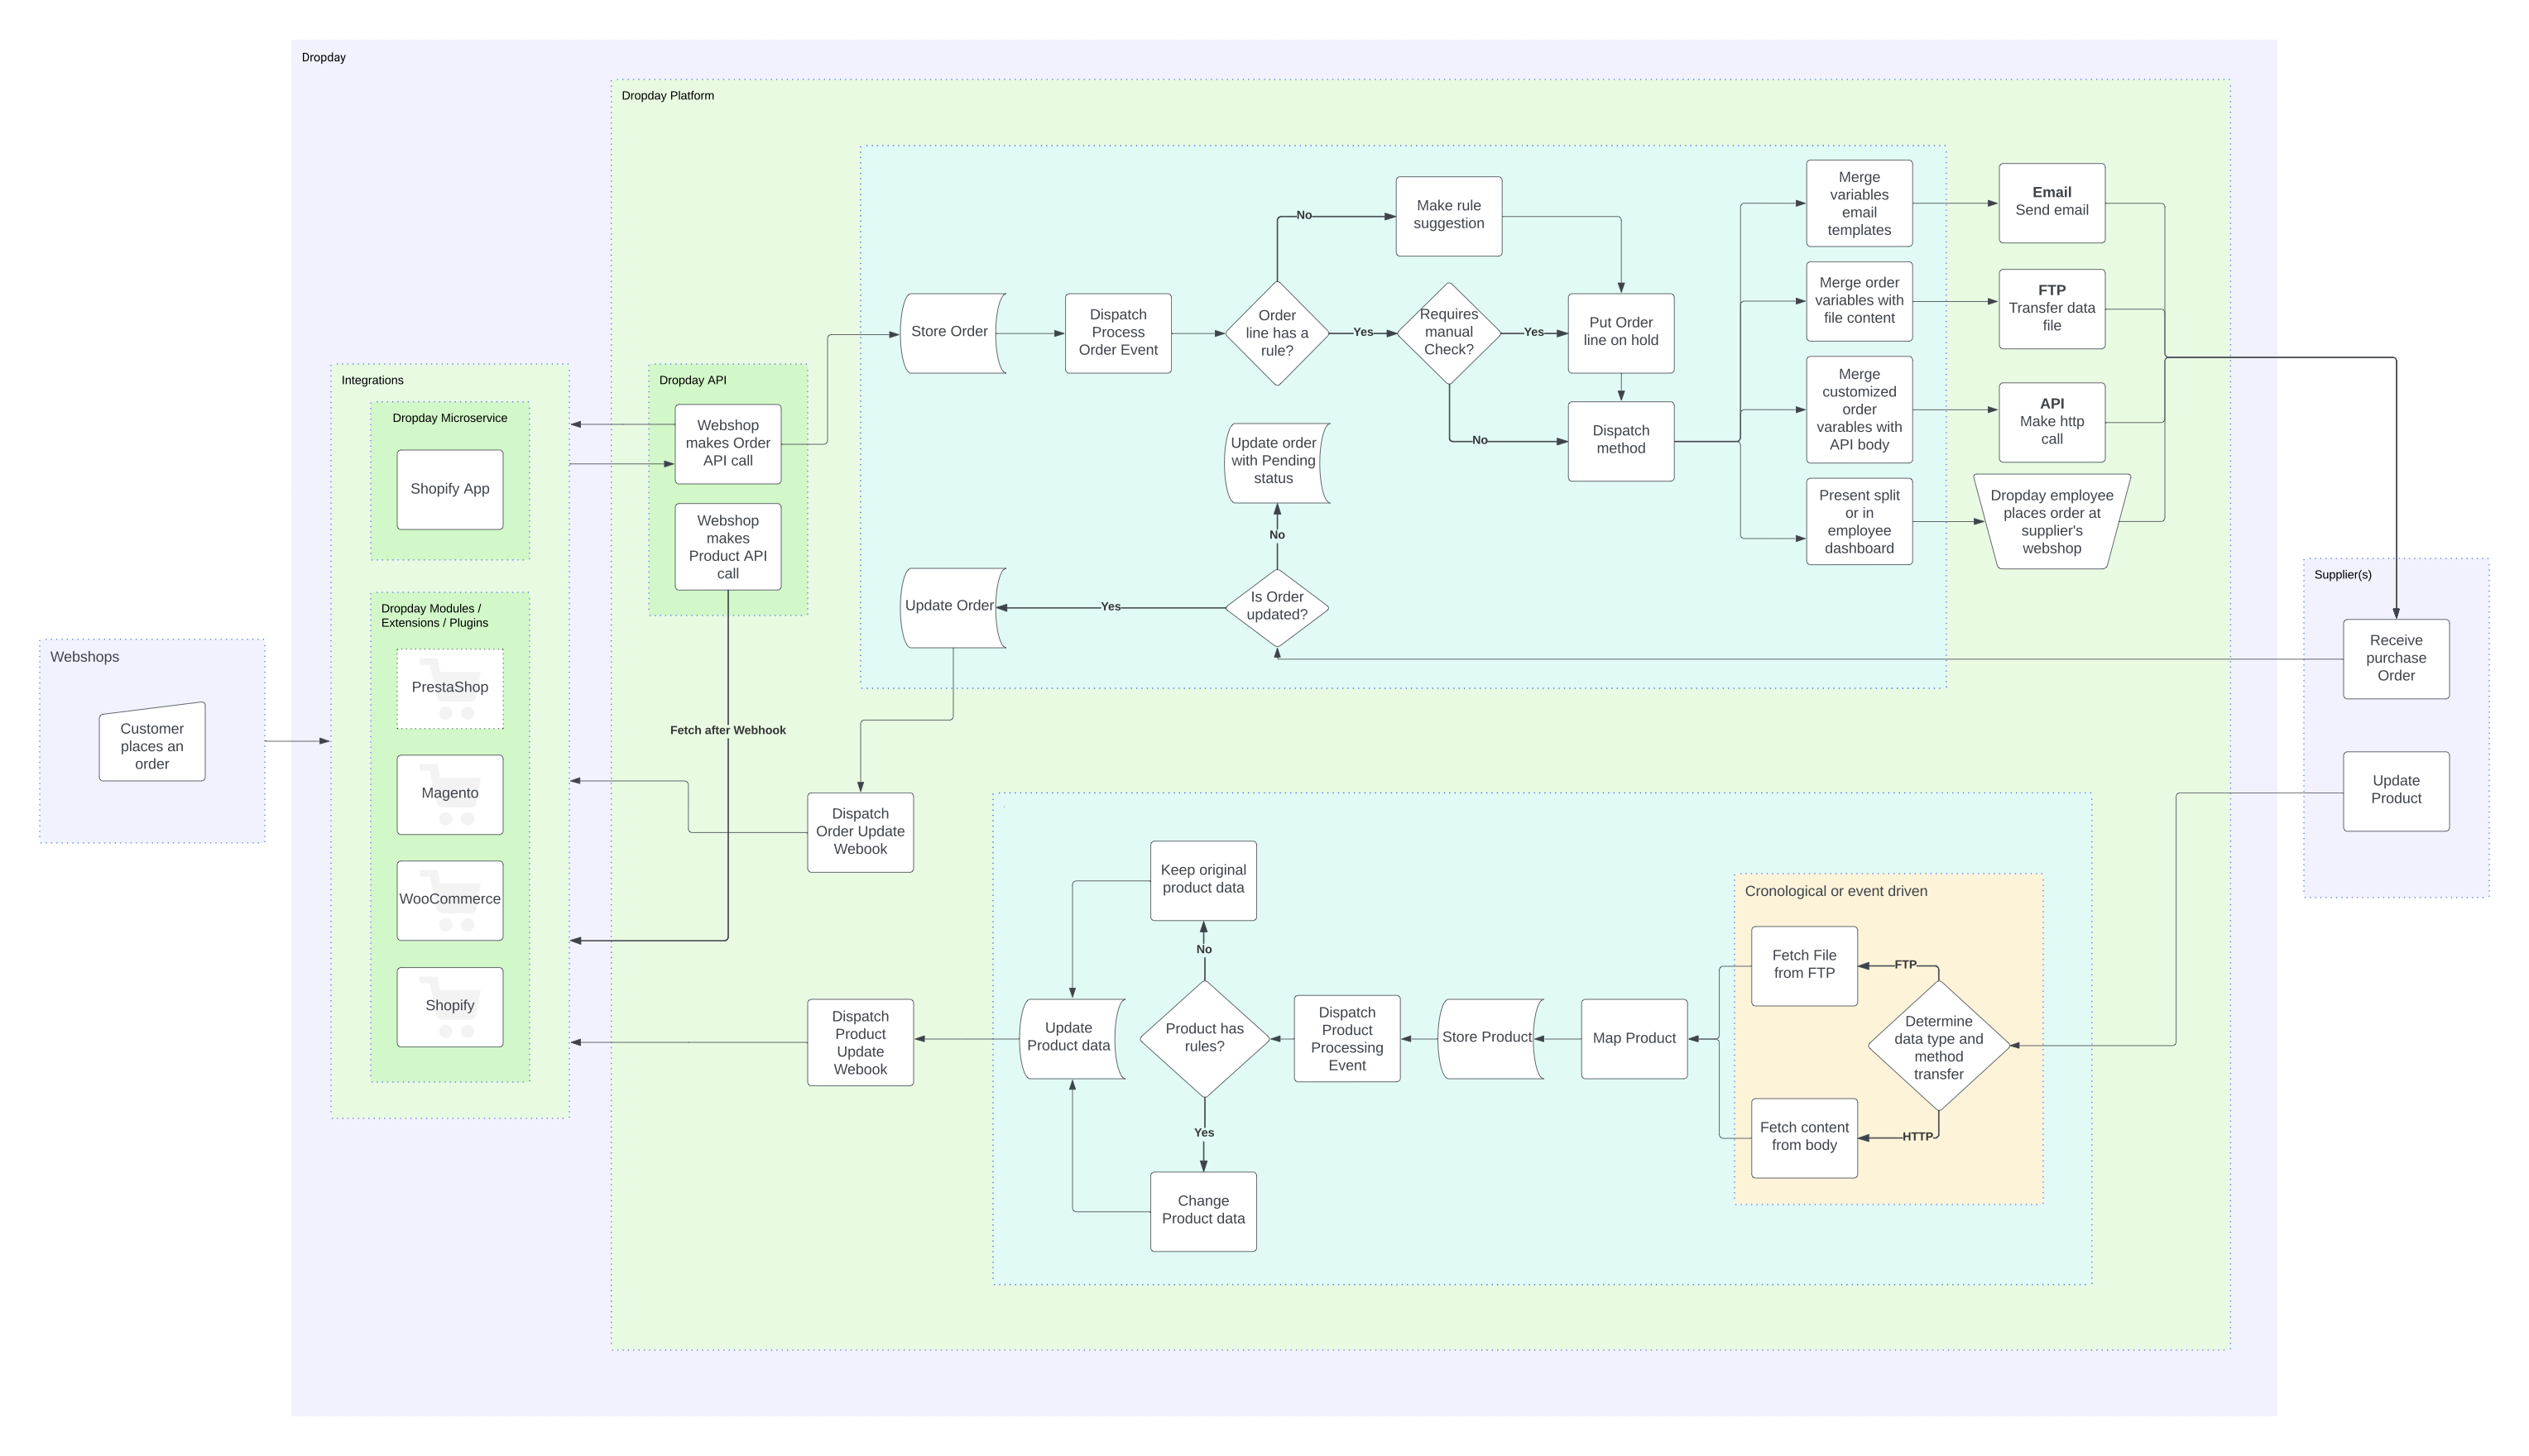 Dropday
Dropday Platform
Merge
variables
email
templates
Email
Send email
Make rule
suggestion
No
Merge order
variables with
file content
FTP
Transfer data
file
Store Order
Dispatch
Process
Order Event
Order
line has a
rule?
Yes
Requires
manual
Check?
Yes
Put Order
line on hold
Integrations
Dropday API
Dropday Microservice
Webshop
makes Order
API call
Merge
customized
order
varables with
API body
API
Make http
call
Update order
with Pending
status
No
Dispatch
method
Shopify App
Webshop
makes
Product API
call
Present split
or in
employee
dashboard
Dropday employee
places order at
supplier's
webshop
No
Supplier(s)
Update Order
Yes
Is Order
updated?
Dropday Modules /
Extensions / Plugins
Receive
purchase
Order
Webshops
PrestaShop
Customer
places an
order
Fetch after Webhook
Magento
Update
Product
Dispatch
Order Update
Webook
Keep original
product data
WooCommerce
Cronological or event driven
No
Fetch File
from FTP
FTP
Shopify
Dispatch
Product
Update
Webook
Update
Product data
Product has
rules?
Dispatch
Product
Processing
Event
Store Product
Map Product
Determine
data type and
method
transfer
Yes
Fetch content
from body
HTTP
Change
Product data